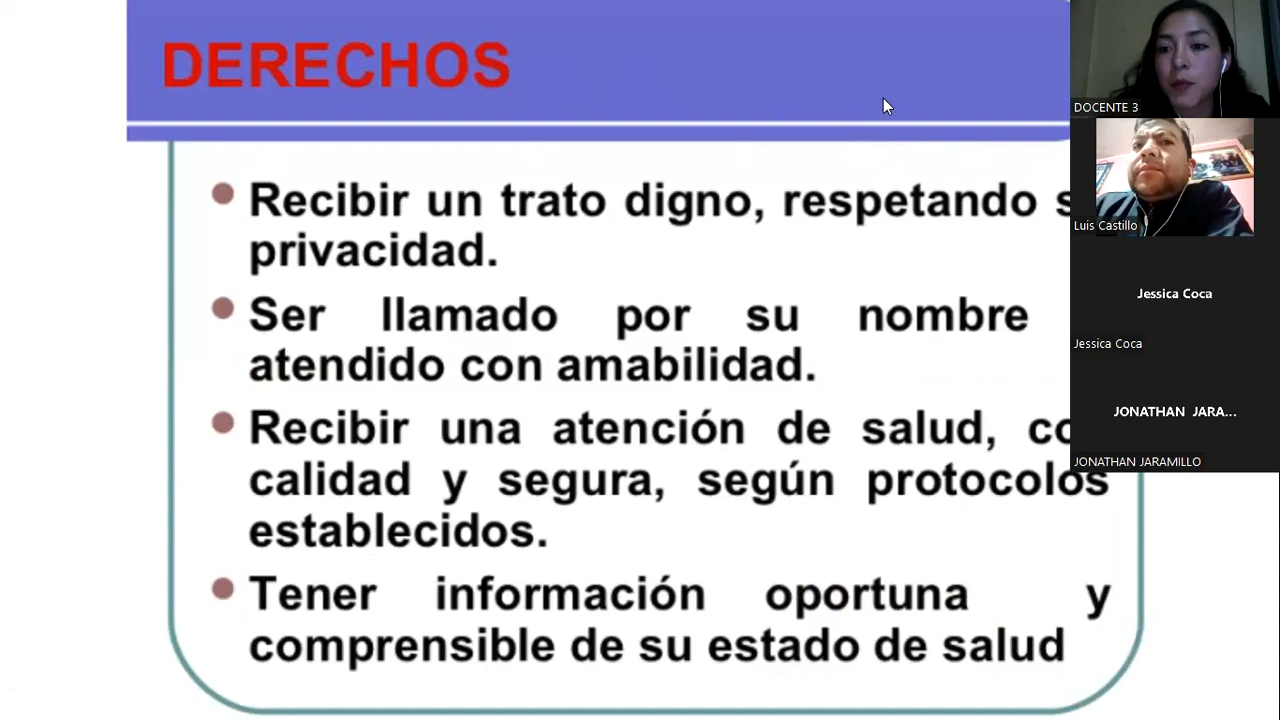 DERECHOS
Recibir un trato digno, respetando
privacidad.
Ser llamado por su nombre
atendido con amabilidad.
Recibir una atención de salud,
calidad y segura, según protocolos
establecidos.
Tener información oportuna y
comprensible de su estado de salud
DOCENTE 3
Luis Castillo
Jessica Coca
Jessica Coca
JONATHAN JARA...
JONATHAN JARAMILLO